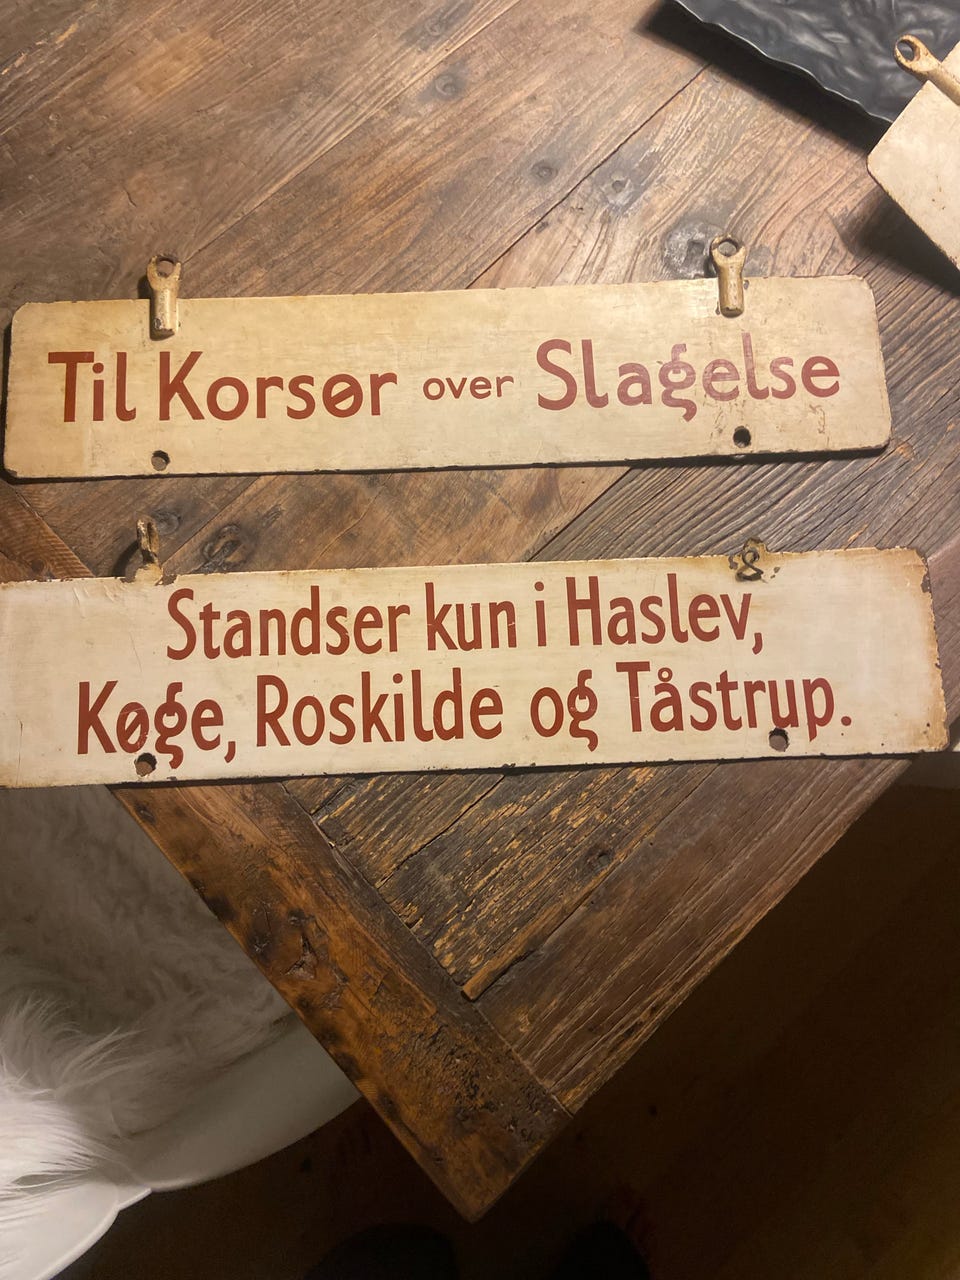 Til Korsør over Slagelse
Standser kun i Haslev,
Køge, Roskilde og Tåstrup.